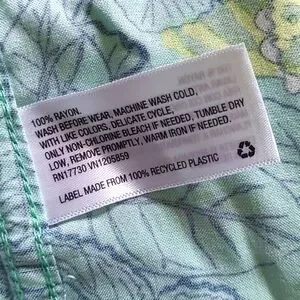 100% RAYON.
WASH BEFORE WEAR, MACHINE WASH COLD,
WITH LIKE COLORS, DELICATE CYCLE,
ONLY NON-CHLORINE BLEACH IF NEEDED, TUMBLE DRY
LOW, REMOVE PROMPTLY, WARM IRON IF NEEDED.
RN17730 VN1205859
LABEL MADE FROM 100% RECYCLED PLASTIC